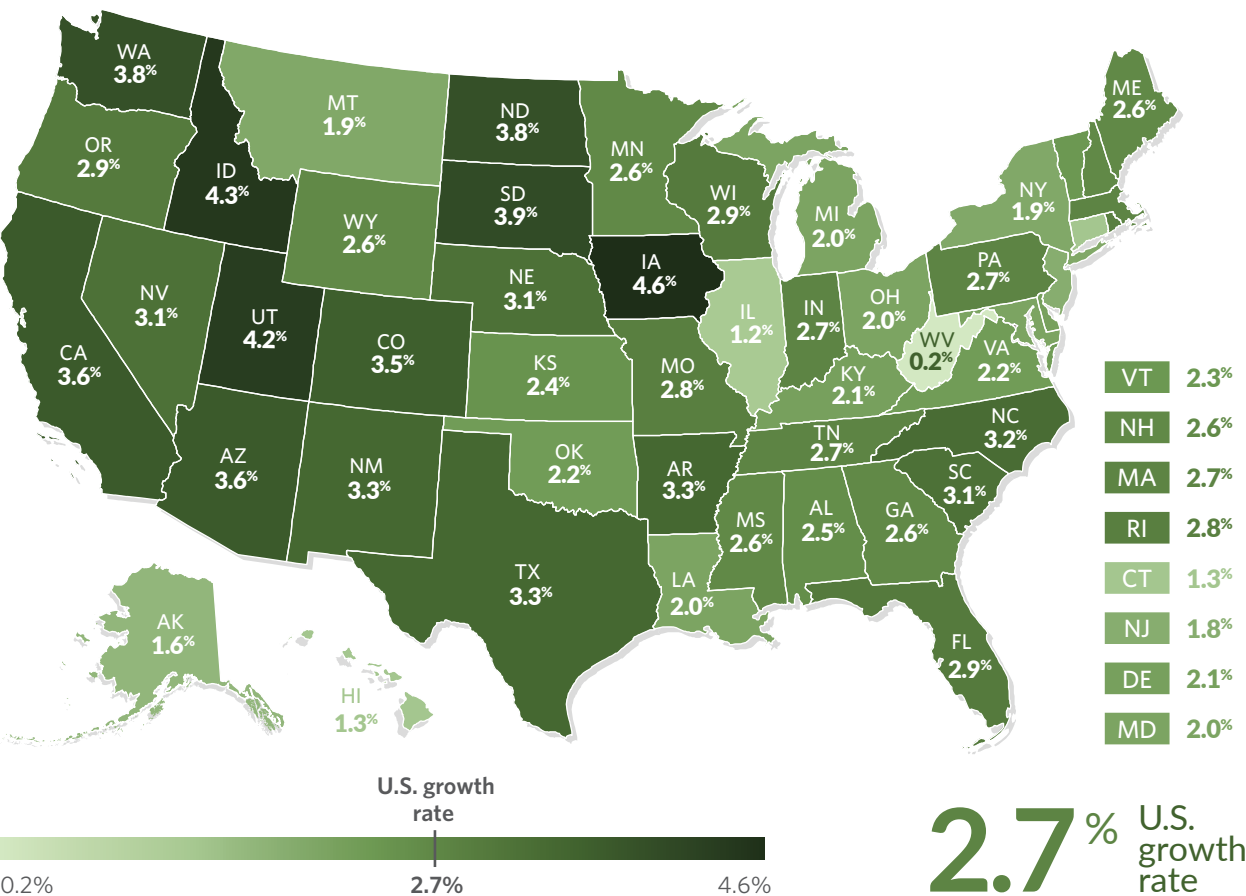 WA
3.8%
OR
2.9%
ID
4.3%
MT
1.9%
WY
2.6%
ND
3.8%
SD
3.9%
MN
2.6%
WI
2.9%
MI
2.0%
NY
1.9%
ME
2.6%
CA
3.6%
NV
3.1%
UT
4.2%
CO
3.5%
NE
3.1%
IA
4.6%
IL
1.2%
IN
2.7%
OH
2.0%
PA
2.7%
WV
0.2%
VA
2.2%
KS
2.4%
MO
2.8%
KY
2.1%
AZ
3.6%
NM
3.3%
OK
2.2%
AR
3.3%
TN
2.7%
NC
3.2%
SC
3.1%
MS
2.6%
AL
2.5%
GA
2.6%
TX
3.3%
LA
2.0%
FL
2.9%
AK
1.6%
HI
1.3%
VT 2.3%
NH 2.6%
MA 2.7%
RI 2.8%
CT 1.3%
NJ 1.8%
DE 2.1%
MD 2.0%
U.S. growth
rate
0.2% 2.7% 4.6%
2.7%
U.S.
growth
rate